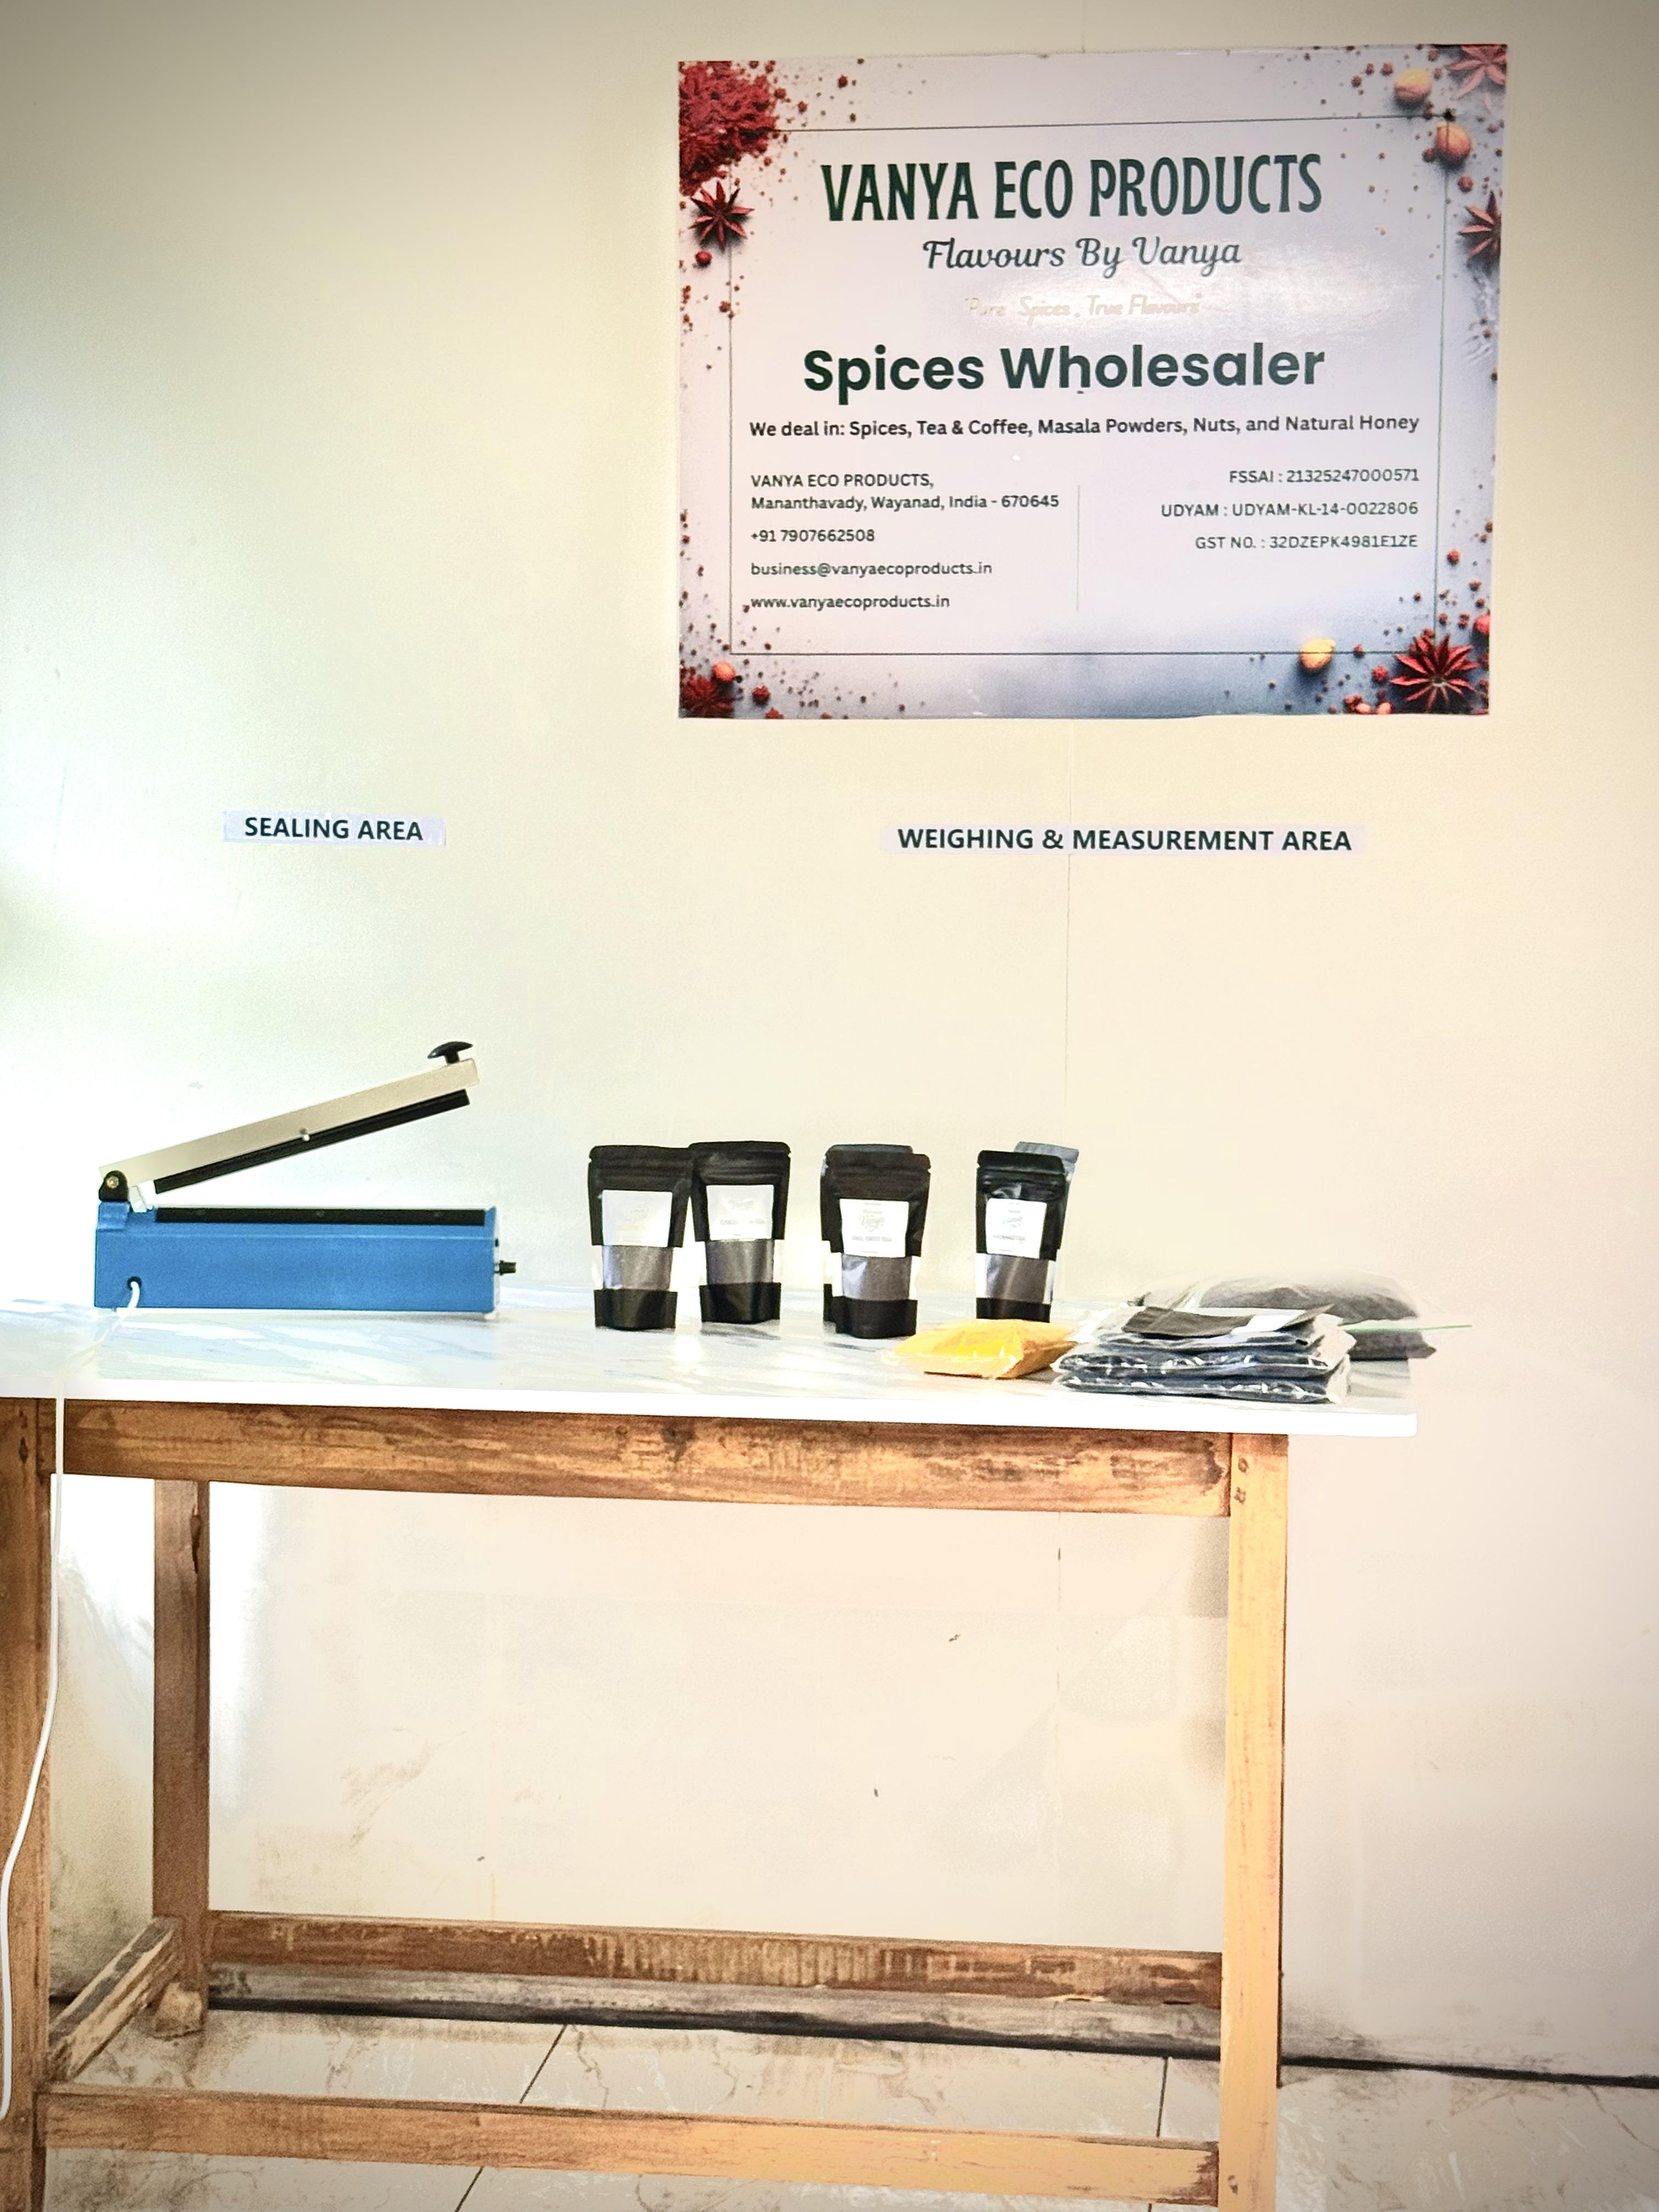 VANYA ECO PRODUCTS
Flavours By Vanya
"Pure Spices, True Flavours"
Spices Wholesaler
We deal in: Spices, Tea & Coffee, Masala Powders, Nuts, and Natural Honey
VANYA ECO PRODUCTS,
Mananthavady, Wayanad, India - 670645
+91 7907662508
business@vanyaecoproducts.in
www.vanyaecoproducts.in
FSSAI : 21325247000571
UDYAM : UDYAM-KL-14-0022806
GST NO. : 32DZEPK4981E1ZE
SEALING AREA
WEIGHING & MEASUREMENT AREA